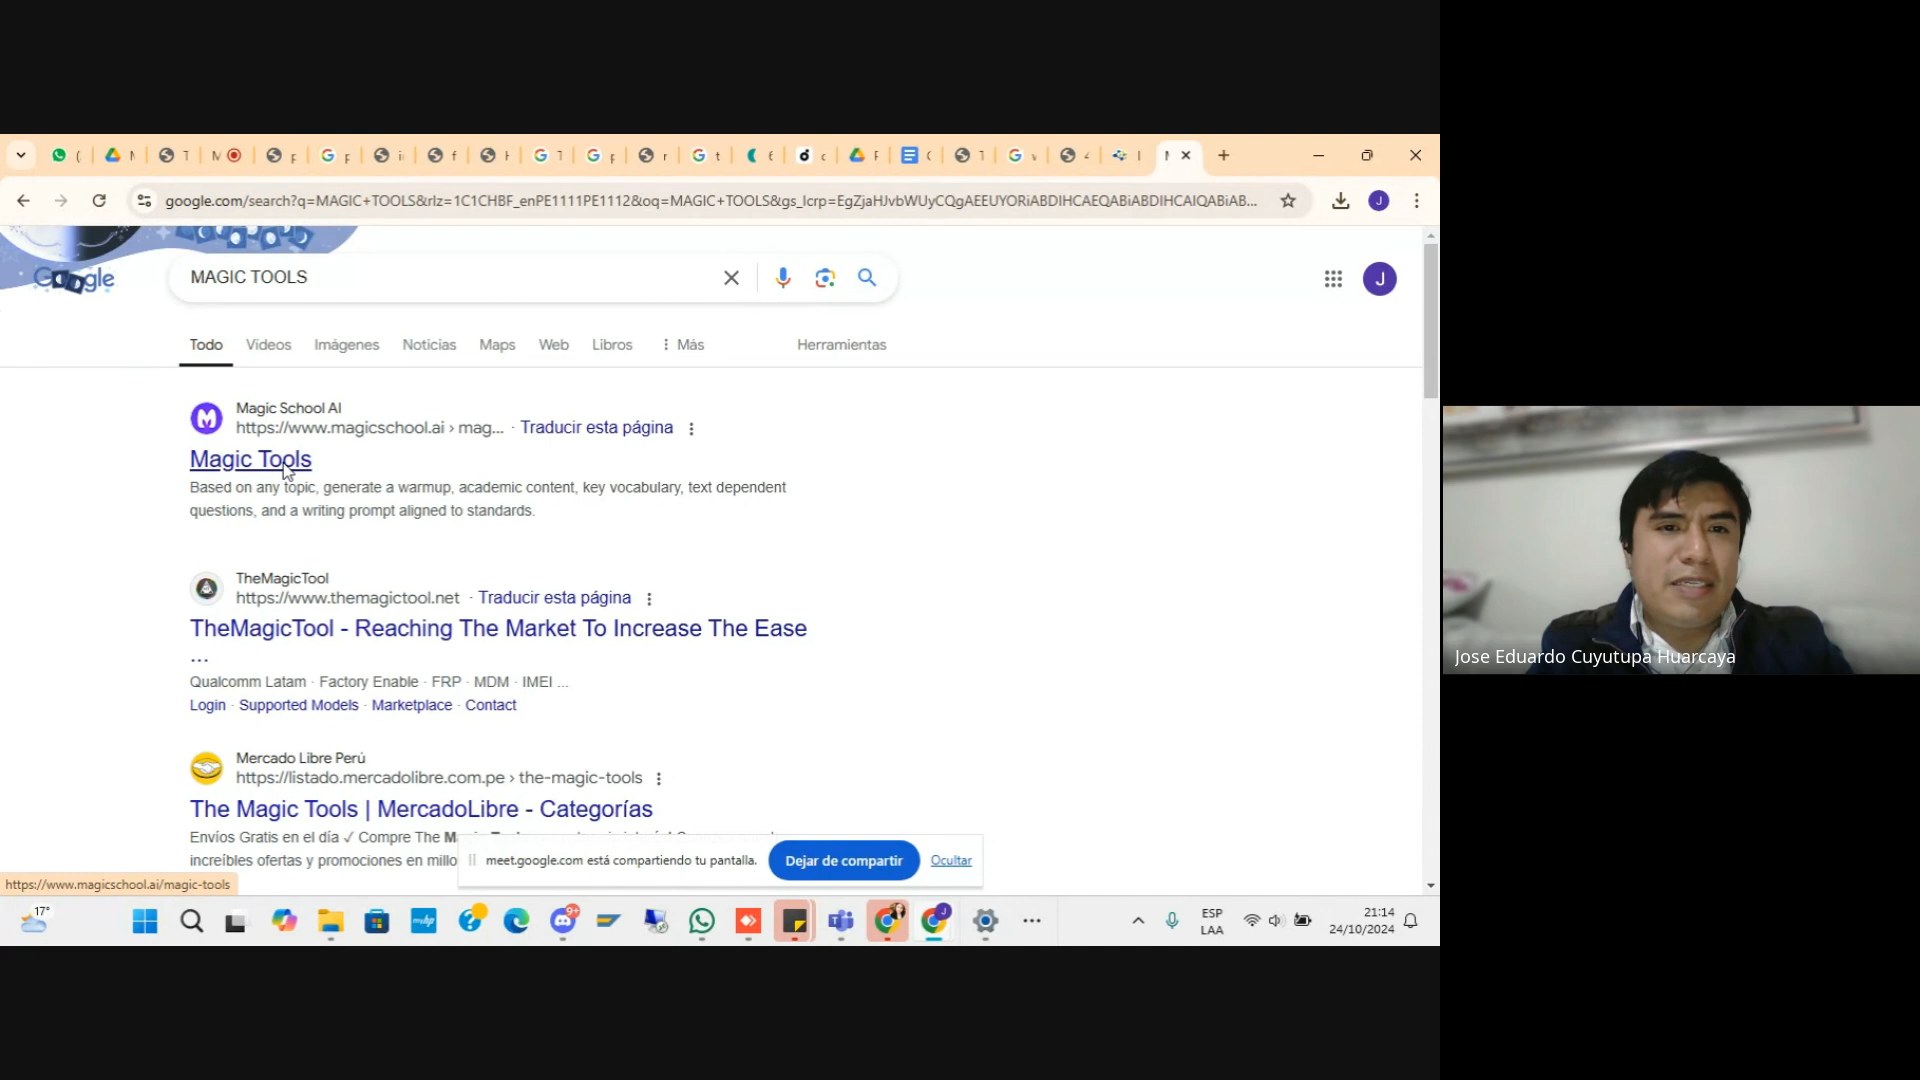 google.com/search?q=MAGIC+TOOLS&rlz=1C1CHBF_enPE1111PE1112&oq=MAGIC+TOOLS&gs_lcrp=EgZjaHJvbWUyCQgAEEUYORiABDIHCAEQABiABDIHCAIQABiAB...
J
Google
MAGIC TOOLS
J
Todo
Videos
Imágenes
Noticias
Maps
Web
Libros
Más
Herramientas
Magic School AI
https://www.magicschool.ai › mag... · Traducir esta página
Magic Tools
Based on any topic, generate a warmup, academic content, key vocabulary, text dependent
questions, and a writing prompt aligned to standards.
TheMagicTool
https://www.themagictool.net · Traducir esta página
TheMagicTool - Reaching The Market To Increase The Ease
...
Qualcomm Latam · Factory Enable · FRP · MDM · IMEI ...
Login · Supported Models · Marketplace · Contact
Mercado Libre Perú
https://listado.mercadolibre.com.pe › the-magic-tools
The Magic Tools | MercadoLibre - Categorías
Envíos Gratis en el día ✓ Compre The
increíbles ofertas y promociones en
meet.google.com está compartiendo tu pantalla.
Dejar de compartir
Ocultar
https://www.magicschool.ai/magic-tools
17°
ESP
LAA
21:14
24/10/2024
Jose Eduardo Cuyutupa Huarcaya